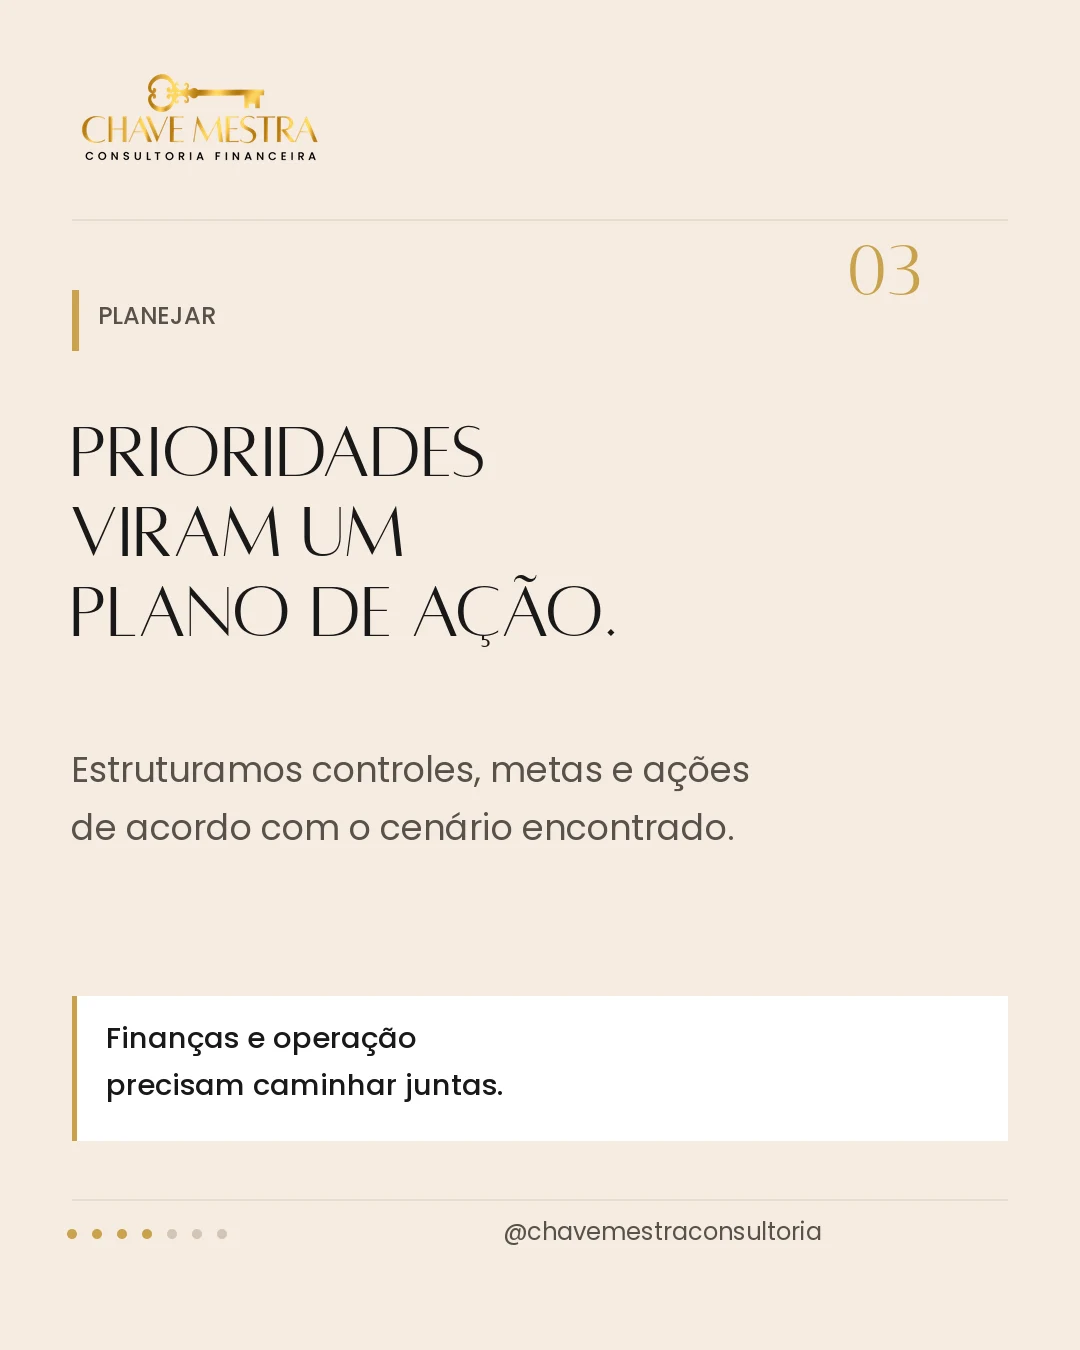 CHAVE MESTRA
CONSULTORIA FINANCEIRA
03
PLANEJAR
PRIORIDADES
VIRAM UM
PLANO DE AÇÃO.
Estruturamos controles, metas e ações
de acordo com o cenário encontrado.
Finanças e operação
precisam caminhar juntas.
@chavemestraconsultoria